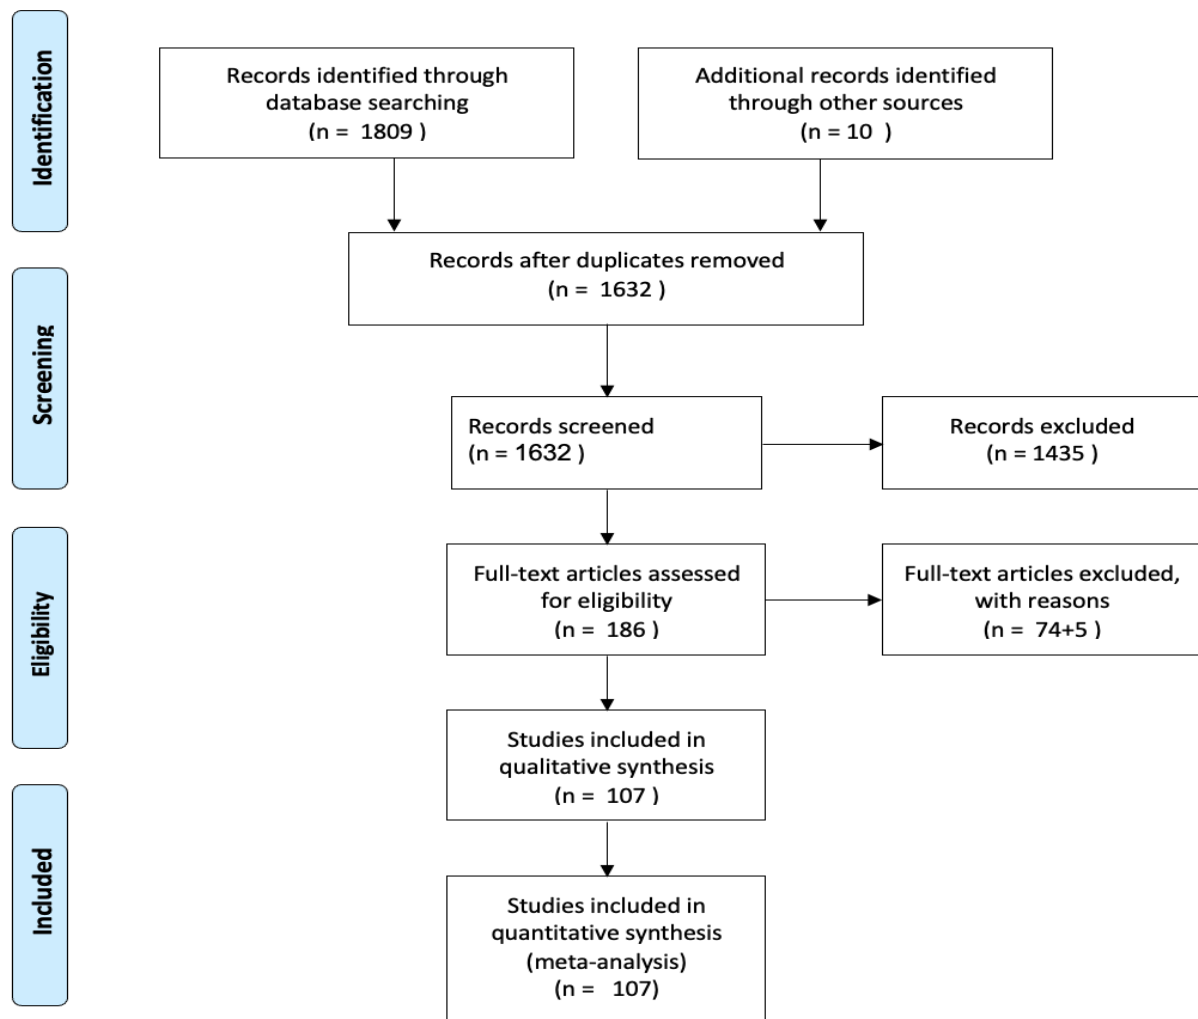 Identification
Records identified through
database searching
(n =  1809 )
Additional records identified
through other sources
(n = 10  )
Screening
Records after duplicates removed
(n =  1632 )
Records screened
(n = 1632 )
Records excluded
(n = 1435 )
Eligibility
Full-text articles assessed
for eligibility
(n =  186 )
Full-text articles excluded,
with reasons
(n =  74+5 )
Studies included in
qualitative synthesis
(n =  107 )
Included
Studies included in
quantitative synthesis
(meta-analysis)
(n =   107)